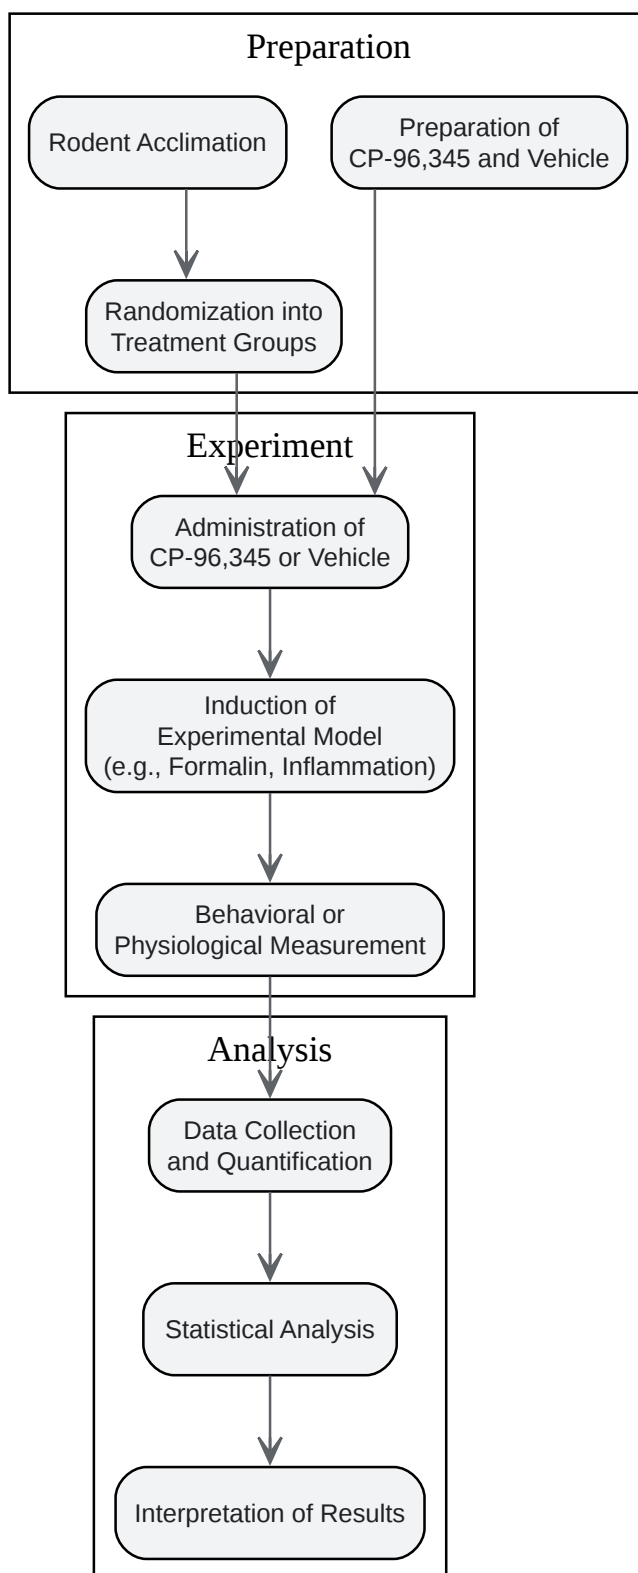 Preparation
Rodent Acclimation
Preparation of
CP-96,345 and Vehicle
Randomization into
Treatment Groups
Experiment
Administration of
CP-96,345 or Vehicle
Induction of
Experimental Model
(e.g., Formalin, Inflammation)
Behavioral or
Physiological Measurement
Analysis
Data Collection
and Quantification
Statistical Analysis
Interpretation of Results